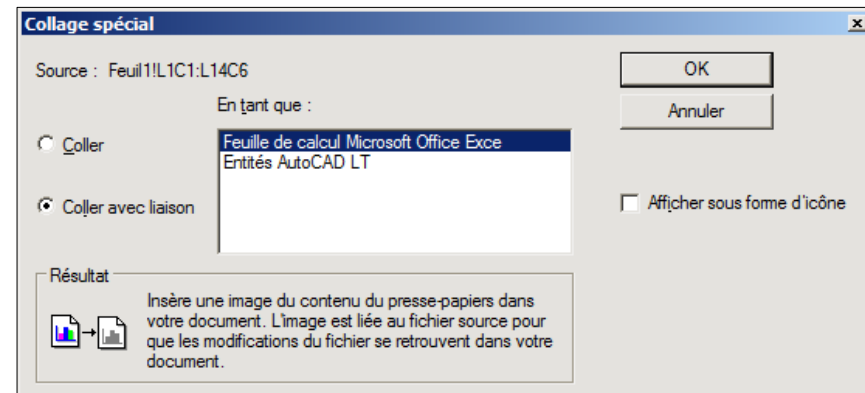 Collage spécial
Source : Feuil1!L1C1:L14C6
OK
En tant que :
Annuler
Coller
Feuille de calcul Microsoft Office Exce
Entités AutoCAD LT
Coller avec liaison
Afficher sous forme d'icône
Résultat
Insère une image du contenu du presse-papiers dans
votre document. L'image est liée au fichier source pour
que les modifications du fichier se retrouvent dans votre
document.